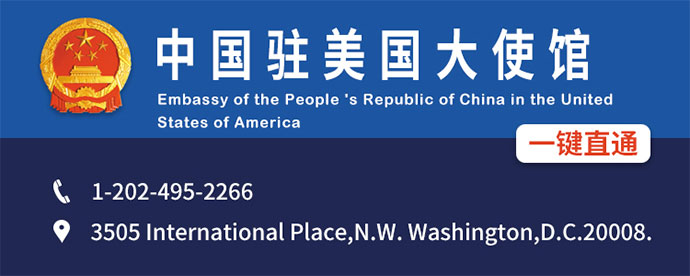 中国驻美国大使馆
Embassy of the People 's Republic of China in the United
States of America
一键直通
1-202-495-2266
3505 International Place,N.W. Washington,D.C.20008.